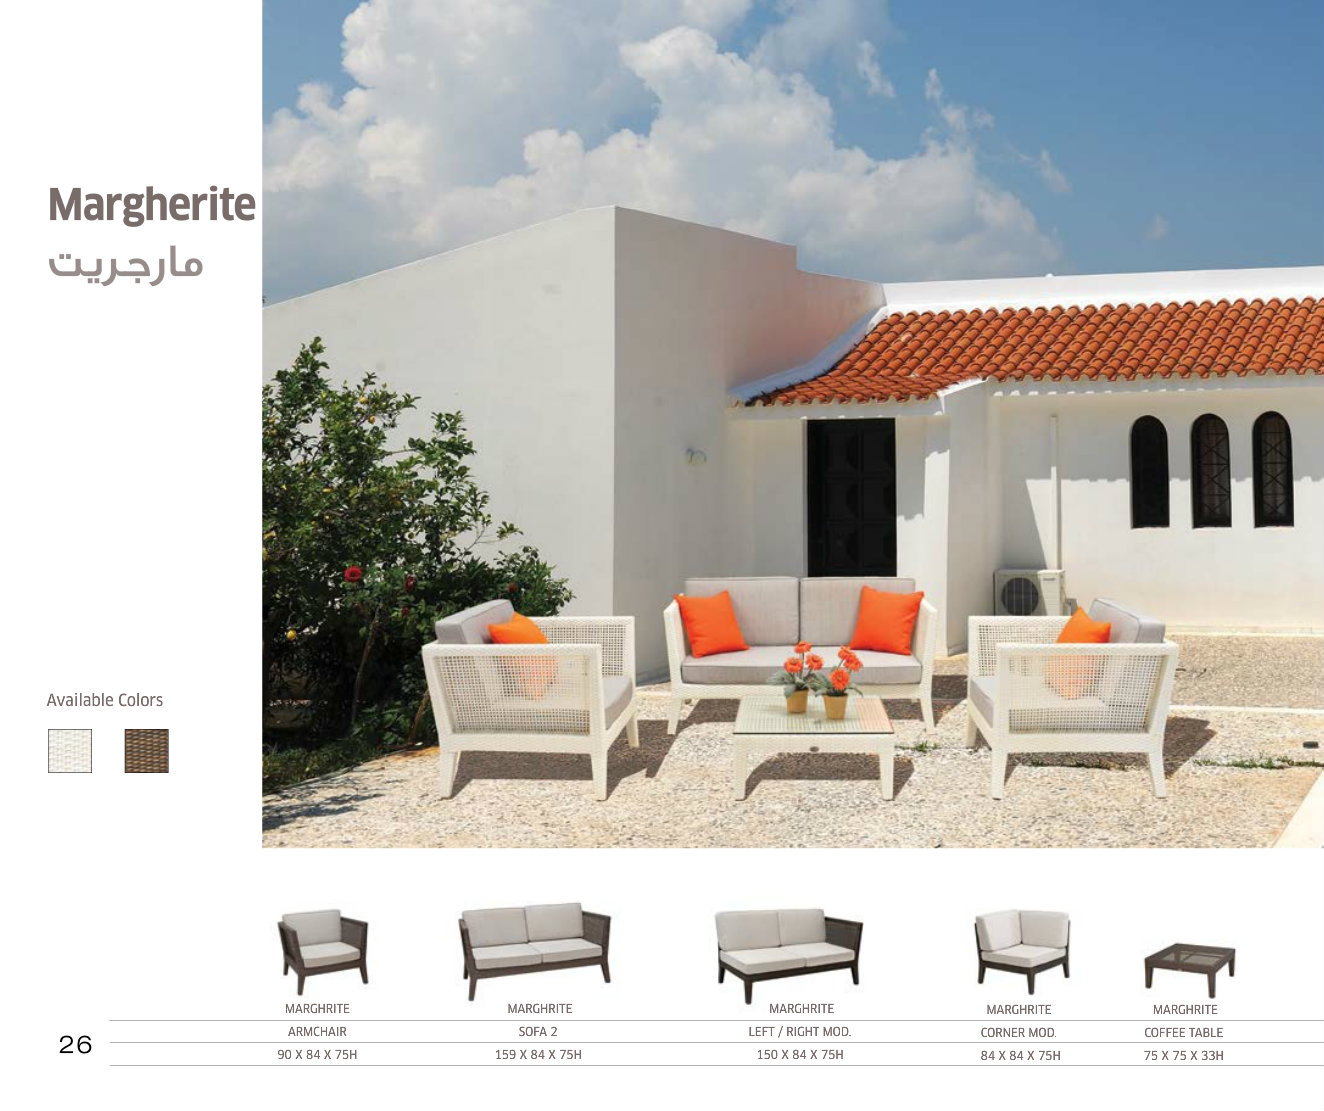 Margherite
مارجريت
Available Colors
MARGHRITE MARGHRITE MARGHRITE MARGHRITE MARGHRITE
ARMCHAIR SOFA 2 LEFT / RIGHT MOD. CORNER MOD. COFFEE TABLE
90 X 84 X 75H 159 X 84 X 75H 150 X 84 X 75H 84 X 84 X 75H 75 X 75 X 33H
26